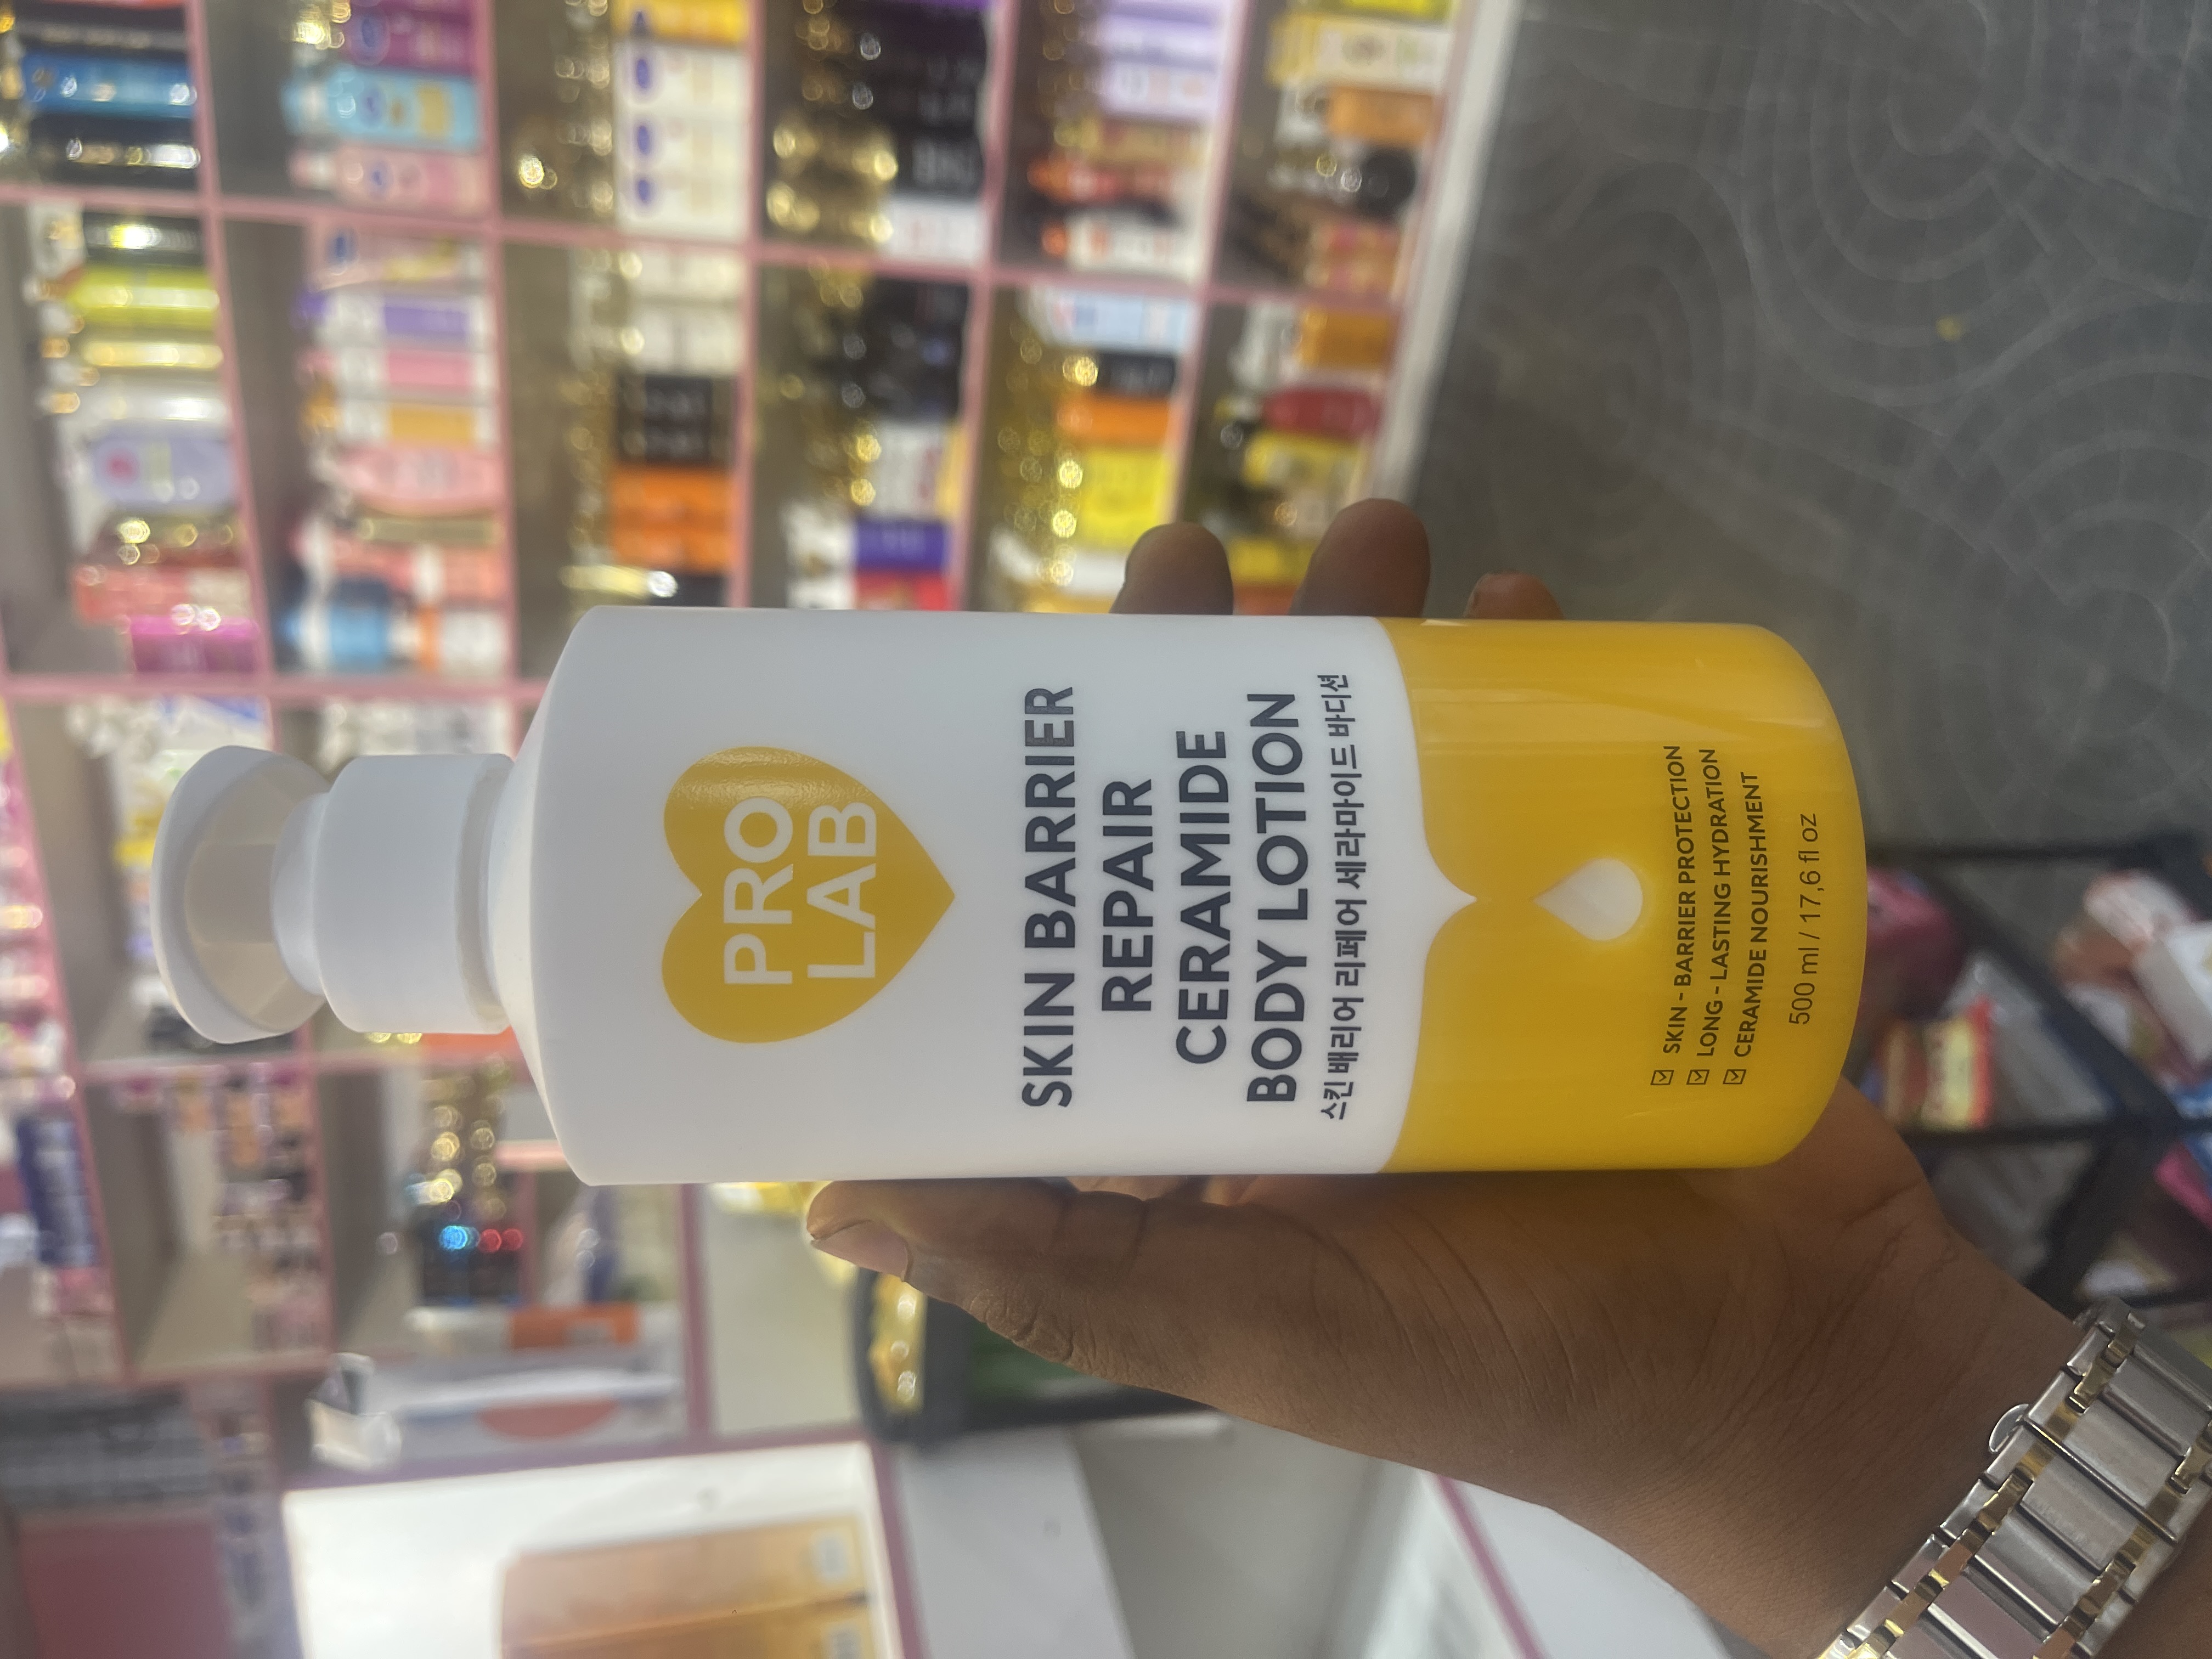 PRO
LAB
SKIN BARRIER
REPAIR
CERAMIDE
BODY LOTION
스킨 배리어 리페어 세라마이드 바디션
☑ SKIN - BARRIER PROTECTION
☑ LONG - LASTING HYDRATION
☑ CERAMIDE NOURISHMENT
500 ml / 17,6 fl oz